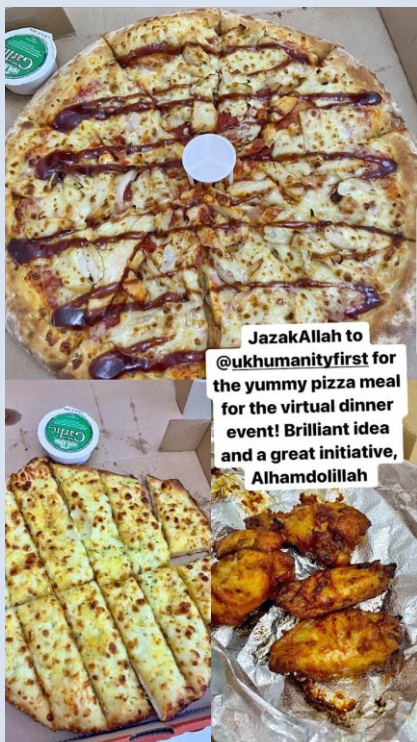 Garlic
JazakAllah to
@ukhumanityfirst for
the yummy pizza meal
for the virtual dinner
event! Brilliant idea
and a great initiative,
Alhamdolillah
Garlic